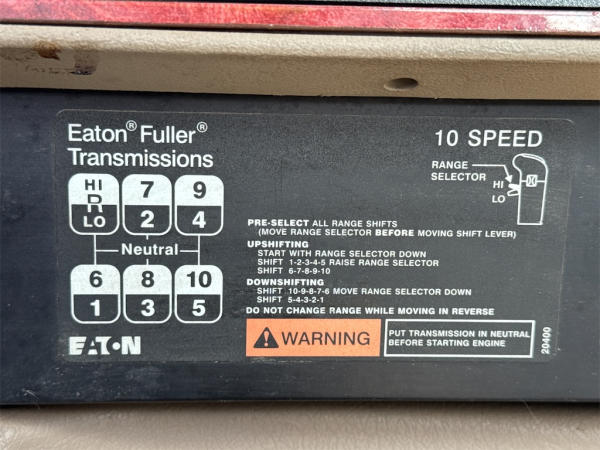 Eaton® Fuller®
Transmissions
10 SPEED
RANGE
SELECTOR
HI
LO
HI
R
LO
7
2
9
4
Neutral
6
1
8
3
10
5
PRE-SELECT ALL RANGE SHIFTS
(MOVE RANGE SELECTOR BEFORE MOVING SHIFT LEVER)
UPSHIFTING
START WITH RANGE SELECTOR DOWN
SHIFT 1-2-3-4-5 RAISE RANGE SELECTOR
SHIFT 6-7-8-9-10
DOWNSHIFTING
SHIFT 10-9-8-7-6 MOVE RANGE SELECTOR DOWN
SHIFT 5-4-3-2-1
DO NOT CHANGE RANGE WHILE MOVING IN REVERSE
EATON
WARNING
PUT TRANSMISSION IN NEUTRAL
BEFORE STARTING ENGINE
20400